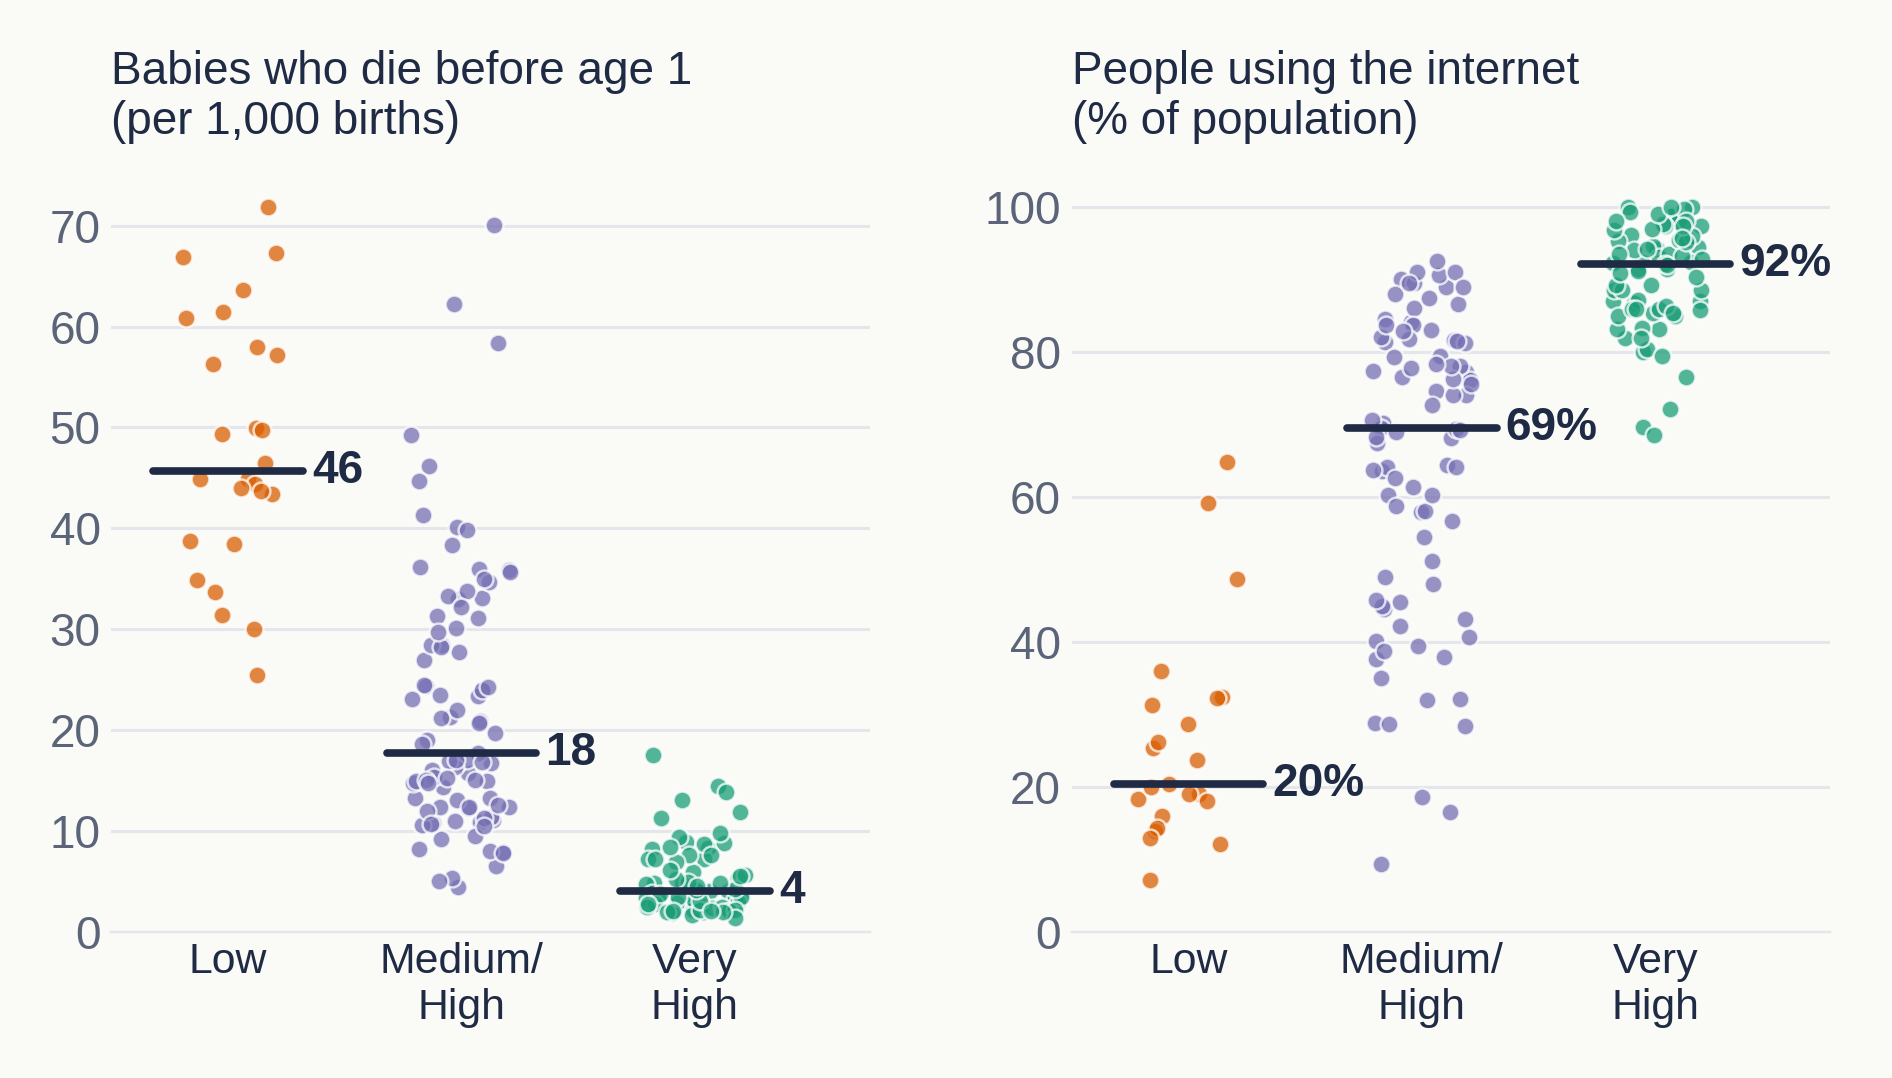 Babies who die before age 1
(per 1,000 births)
70
60
50
40
30
20
10
0
46
18
4
Low
Medium/
High
Very
High
People using the internet
(% of population)
100
80
60
40
20
0
92%
69%
20%
Low
Medium/
High
Very
High